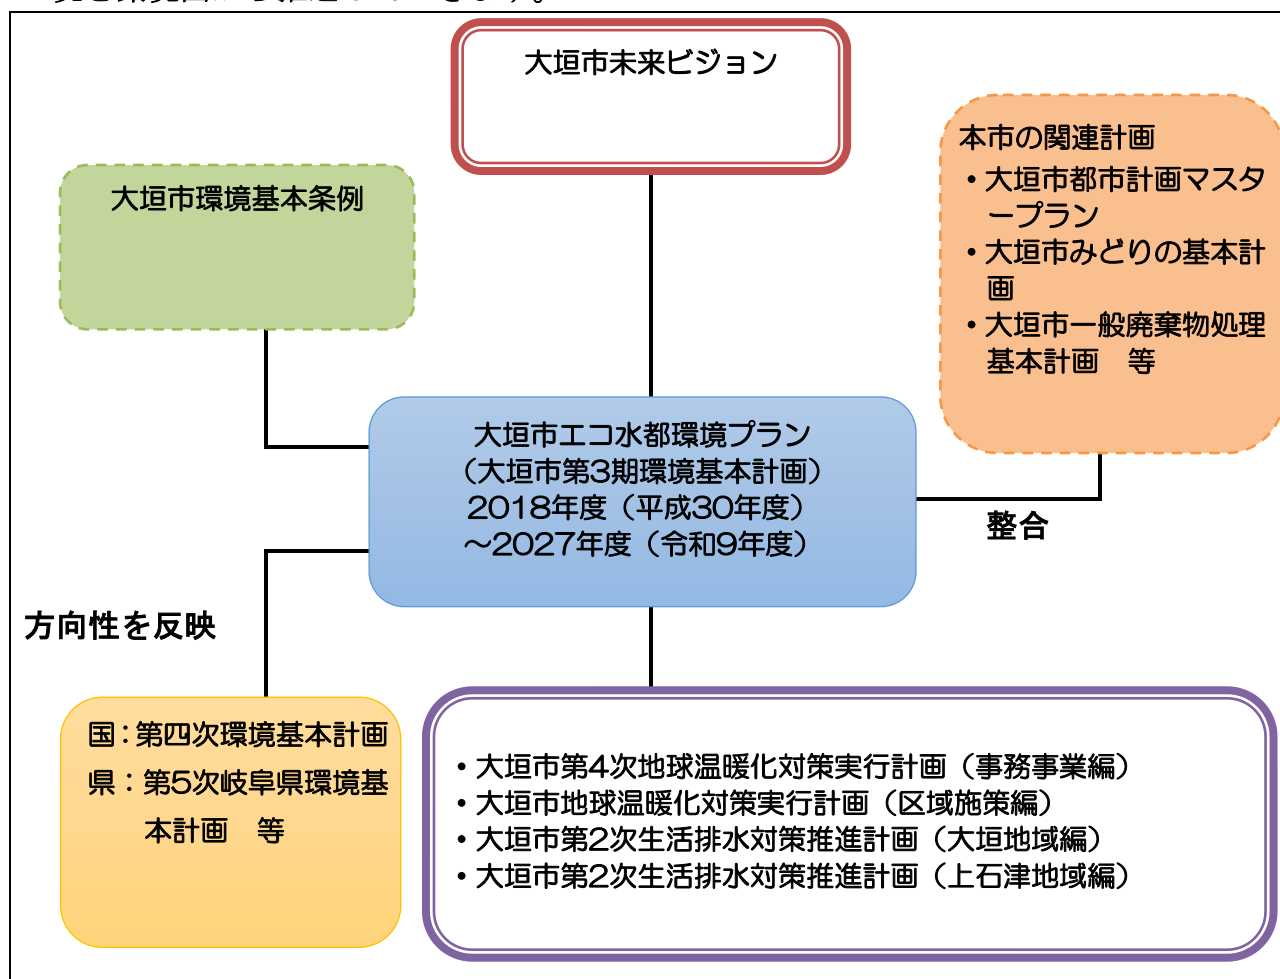 大垣市未来ビジョン
大垣市環境基本条例
本市の関連計画
・大垣市都市計画マスタ
ープラン
・大垣市みどりの基本計
画
・大垣市一般廃棄物処理
基本計画　等
大垣市エコ水都環境プラン
（大垣市第3期環境基本計画）
2018年度（平成30年度）
～2027年度（令和9年度）
整合
方向性を反映
国：第四次環境基本計画
県：第5次岐阜県環境基
本計画　等
・大垣市第4次地球温暖化対策実行計画（事務事業編）
・大垣市地球温暖化対策実行計画（区域施策編）
・大垣市第2次生活排水対策推進計画（大垣地域編）
・大垣市第2次生活排水対策推進計画（上石津地域編）